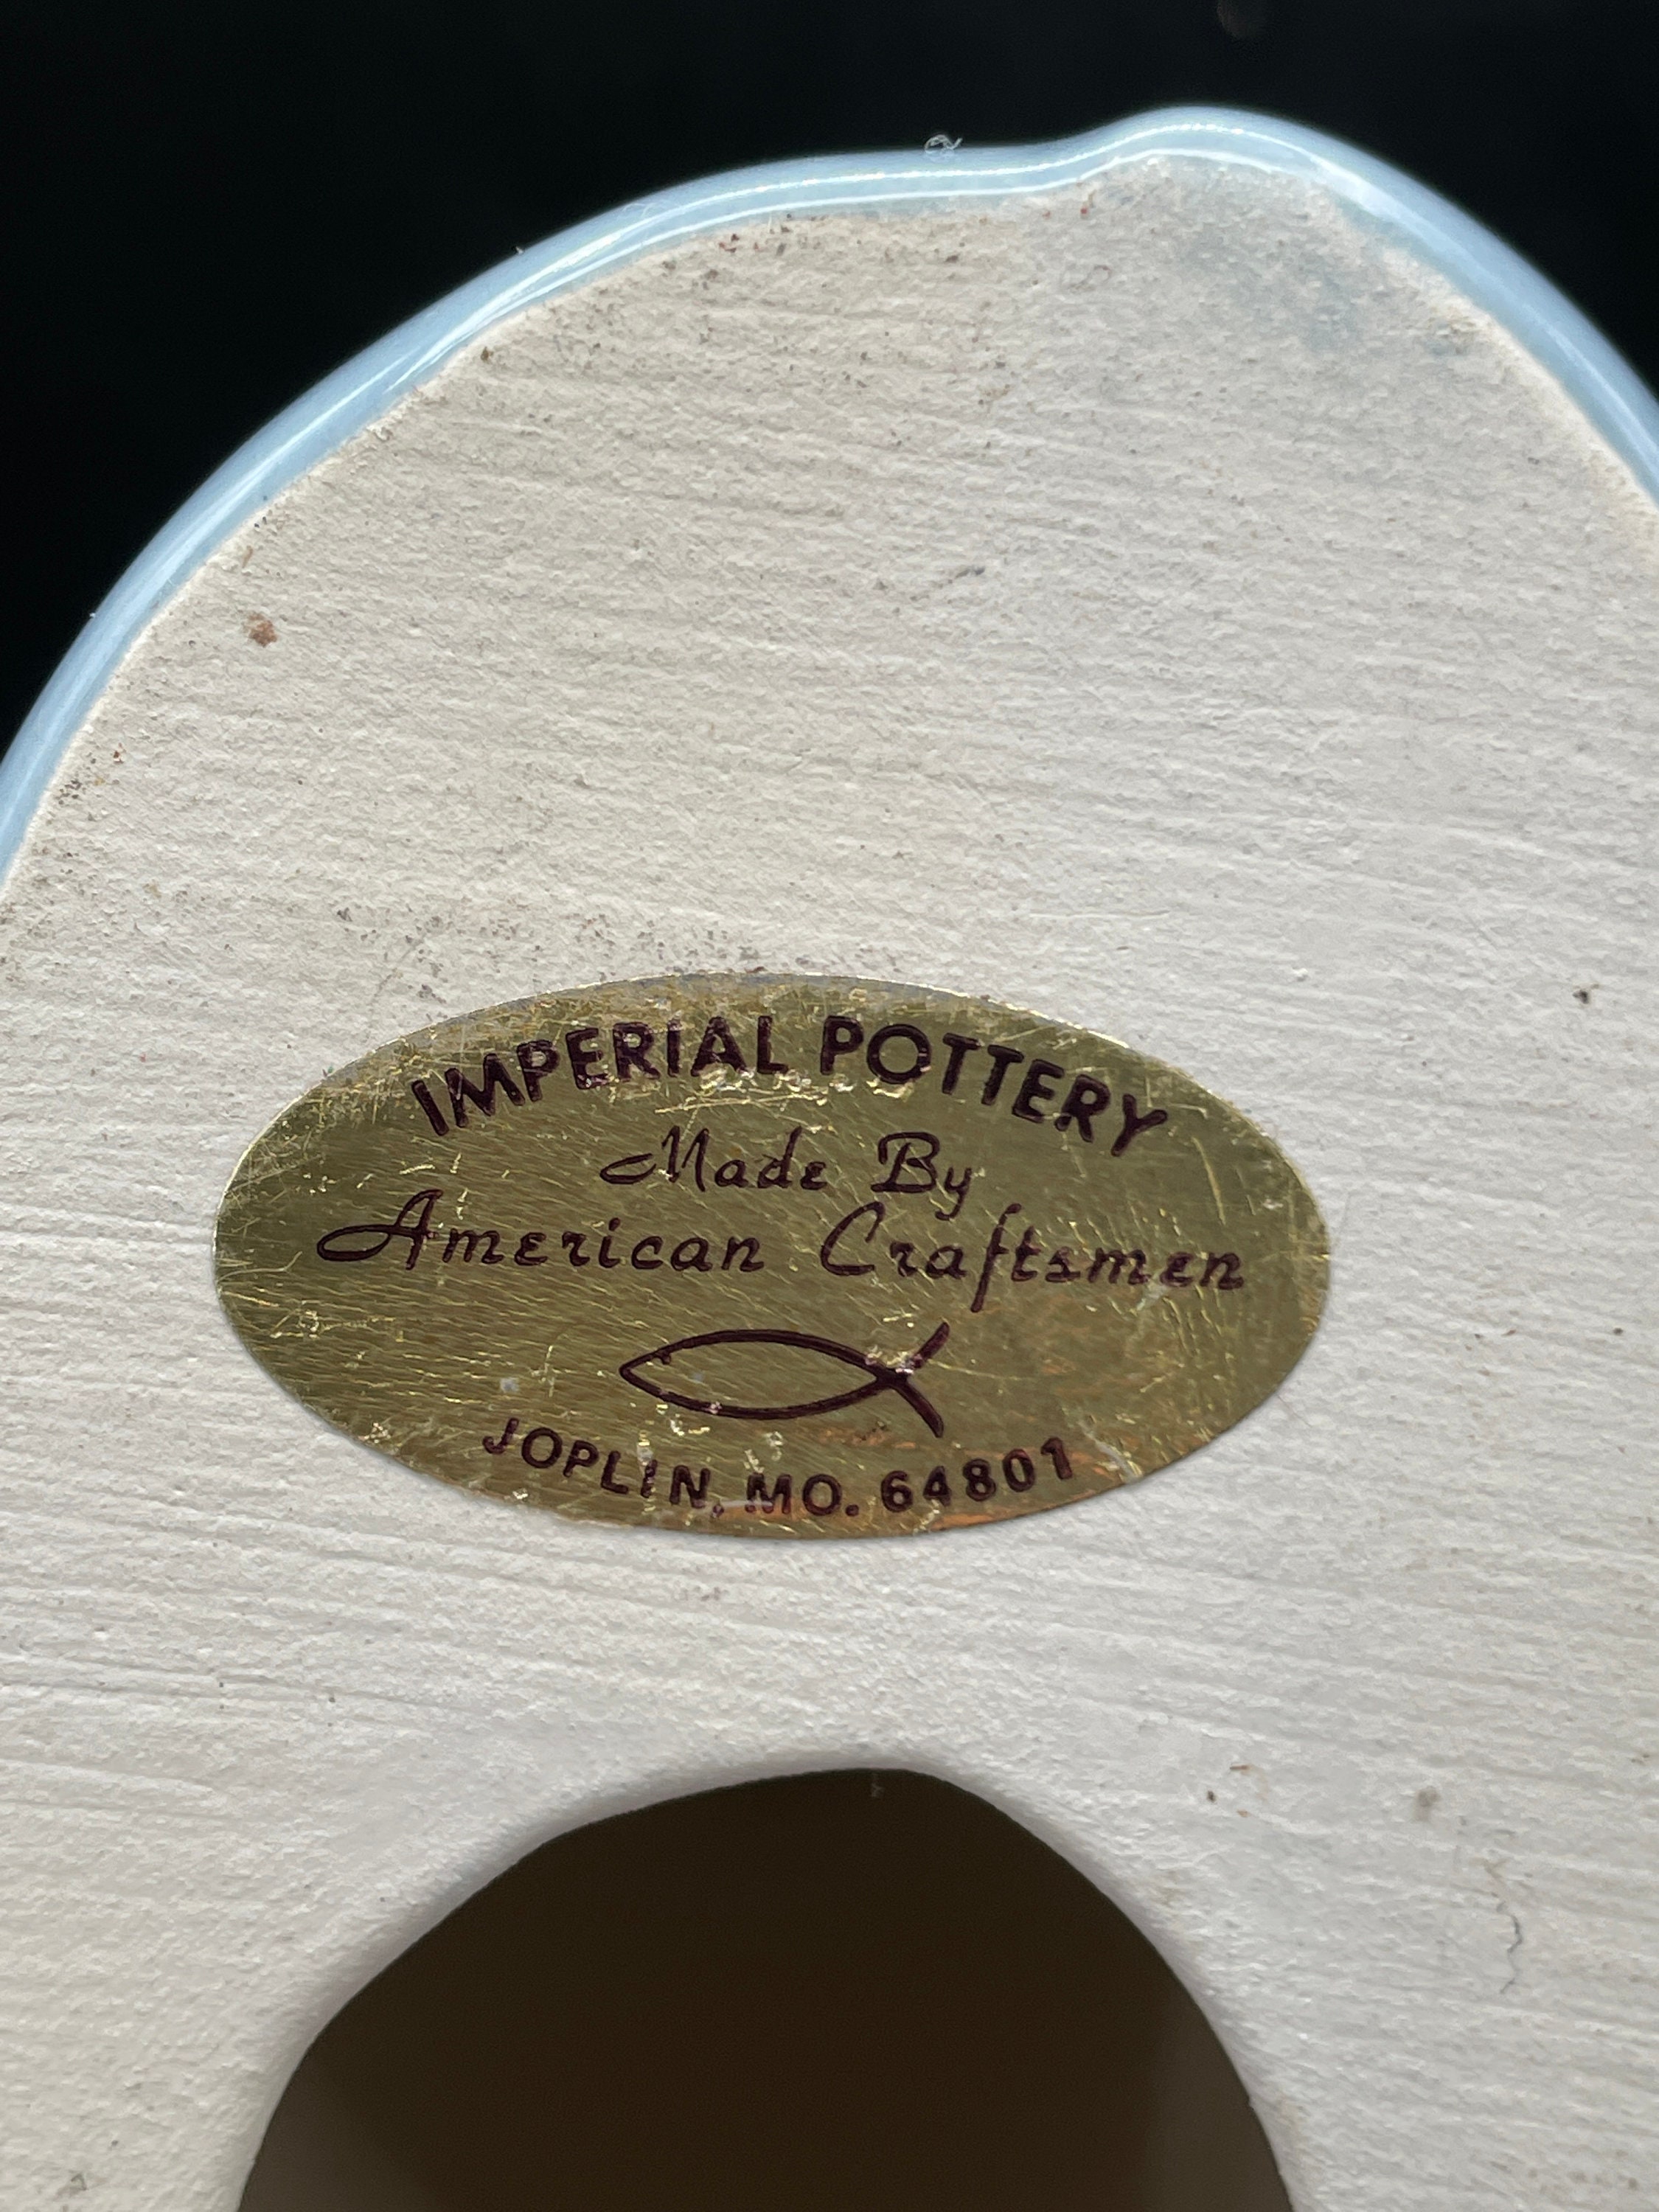 IMPERIAL POTTERY
Made By
American Craftsmen
JOPLIN, MO. 64801